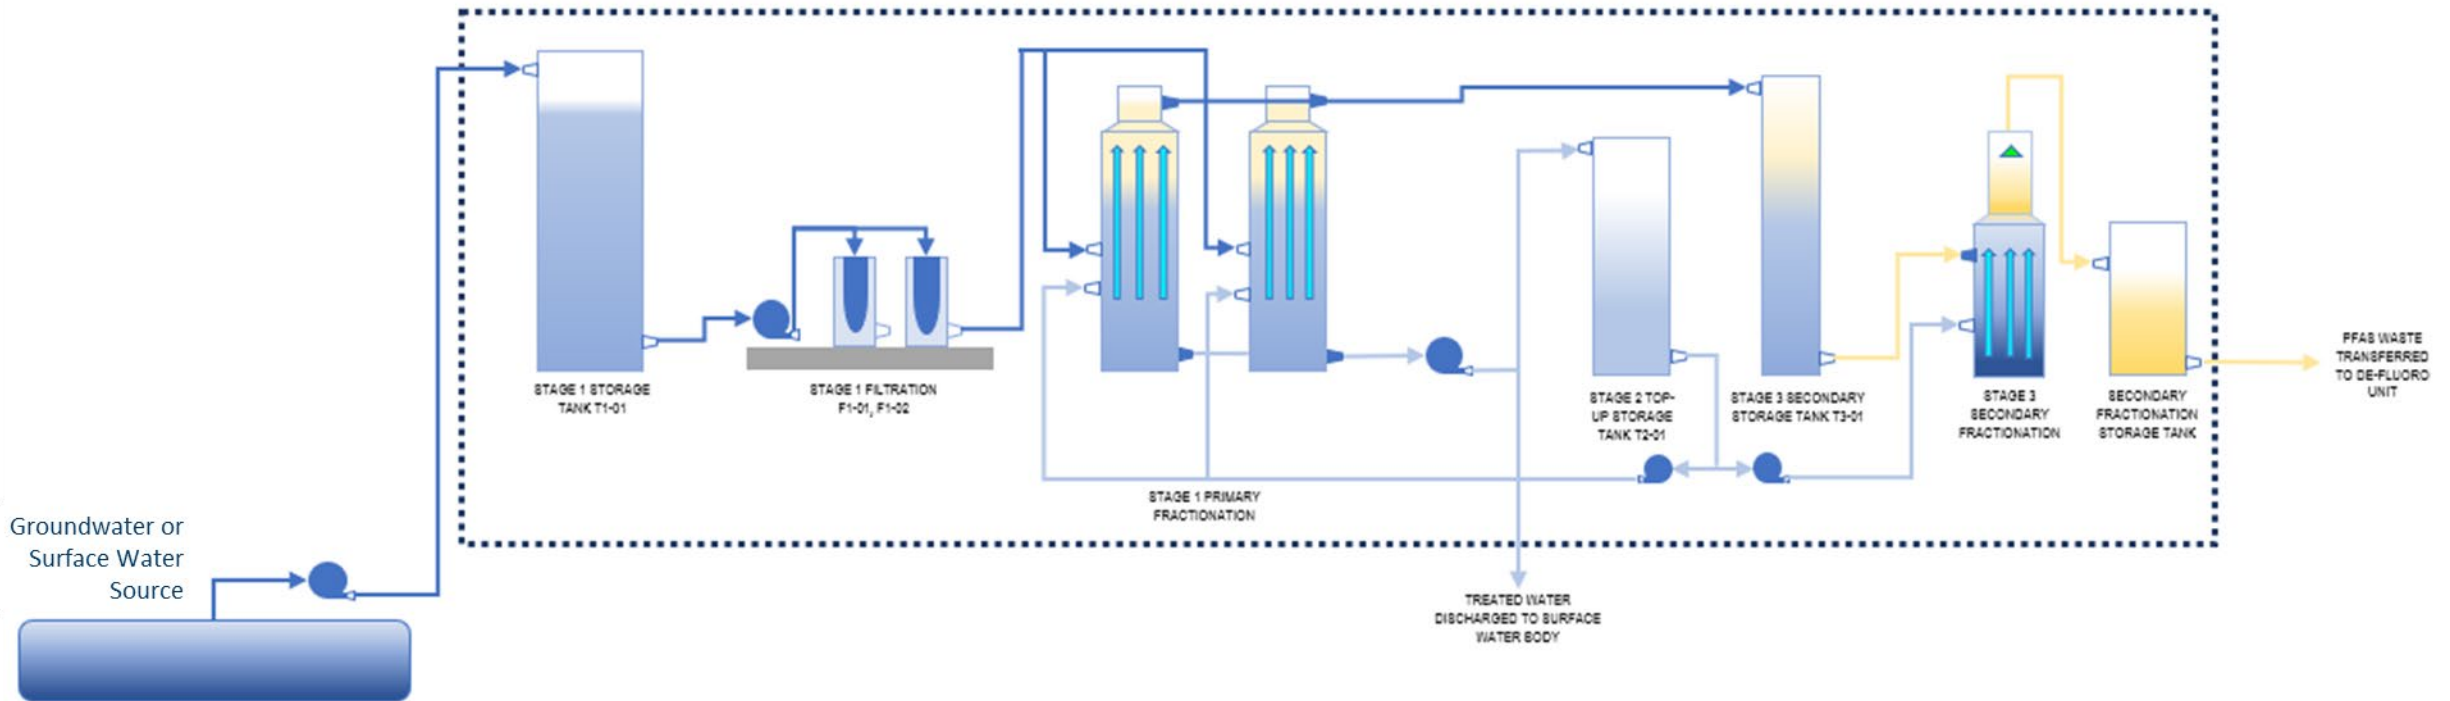 STAGE 1 STORAGE
TANK T1-01
STAGE 1 FILTRATION
F1-01, F1-02
STAGE 1 PRIMARY
FRACTIONATION
STAGE 2 TOP-
UP STORAGE
TANK T2-01
STAGE 3 SECONDARY
STORAGE TANK T3-01
STAGE 3
SECONDARY
FRACTIONATION
SECONDARY
FRACTIONATION
STORAGE TANK
PFAS WASTE
TRANSFERRED
TO DE-FLUORO
UNIT
Groundwater or
Surface Water
Source
TREATED WATER
DISCHARGED TO SURFACE
WATER BODY